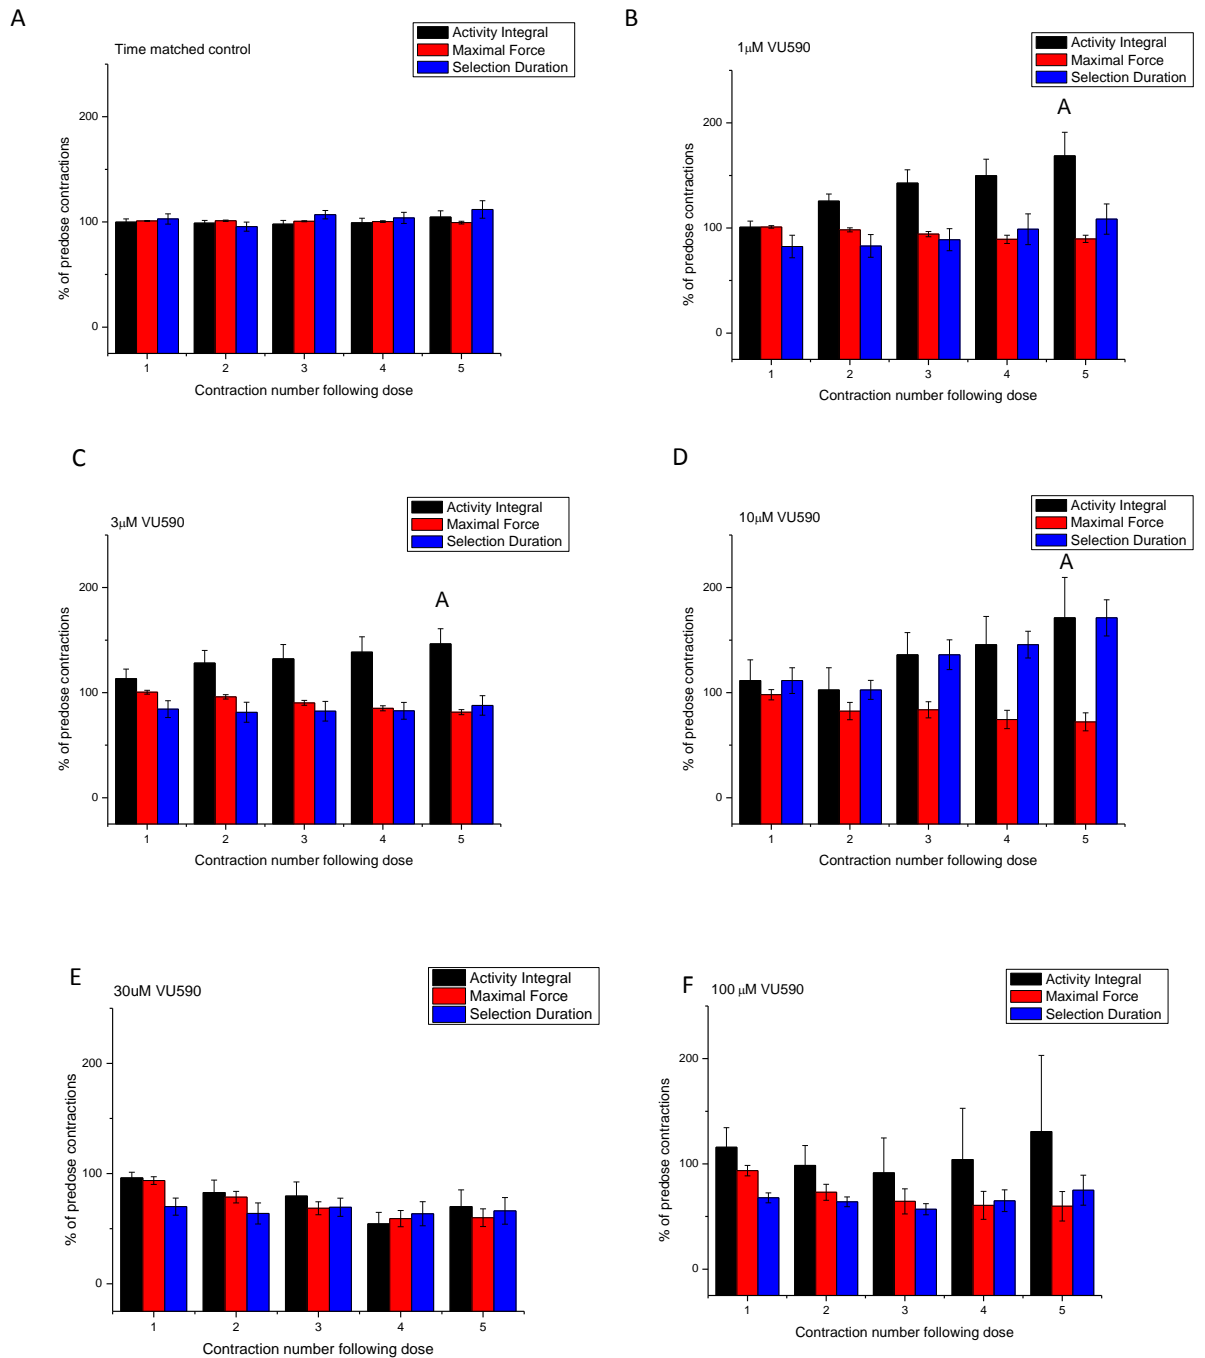 A
Time matched control
Activity Integral
Maximal Force
Selection Duration
200
100
0
% of predose contractions
1 2 3 4 5
Contraction number following dose
B
1μM VU590
Activity Integral
Maximal Force
Selection Duration
A
200
100
0
% of predose contractions
1 2 3 4 5
Contraction number following dose
C
3μM VU590
Activity Integral
Maximal Force
Selection Duration
A
200
100
0
% of predose contractions
1 2 3 4 5
Contraction number following dose
D
10μM VU590
Activity Integral
Maximal Force
Selection Duration
A
200
100
0
% of predose contractions
1 2 3 4 5
Contraction number following dose
E
30uM VU590
Activity Integral
Maximal Force
Selection Duration
200
100
0
% of predose contractions
1 2 3 4 5
Contraction number following dose
F
100 μM VU590
Activity Integral
Maximal Force
Selection Duration
200
100
0
% of predose contractions
1 2 3 4 5
Contraction number following dose